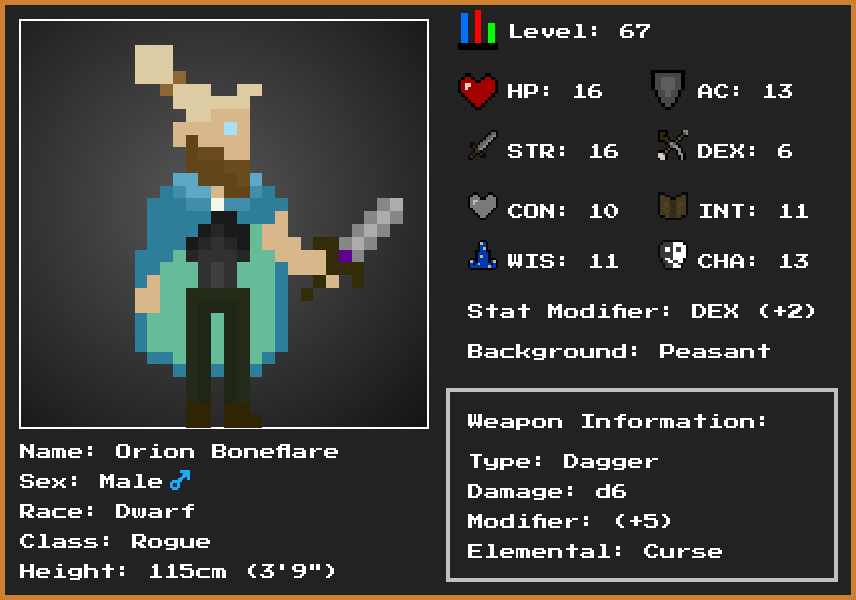 Level: 67
HP: 16 AC: 13
STR: 16 DEX: 6
CON: 10 INT: 11
WIS: 11 CHA: 13
Stat Modifier: DEX (+2)
Background: Peasant
Weapon Information:
Type: Dagger
Damage: d6
Modifier: (+5)
Elemental: Curse
Name: Orion Boneflare
Sex: Male♂
Race: Dwarf
Class: Rogue
Height: 115cm (3'9")